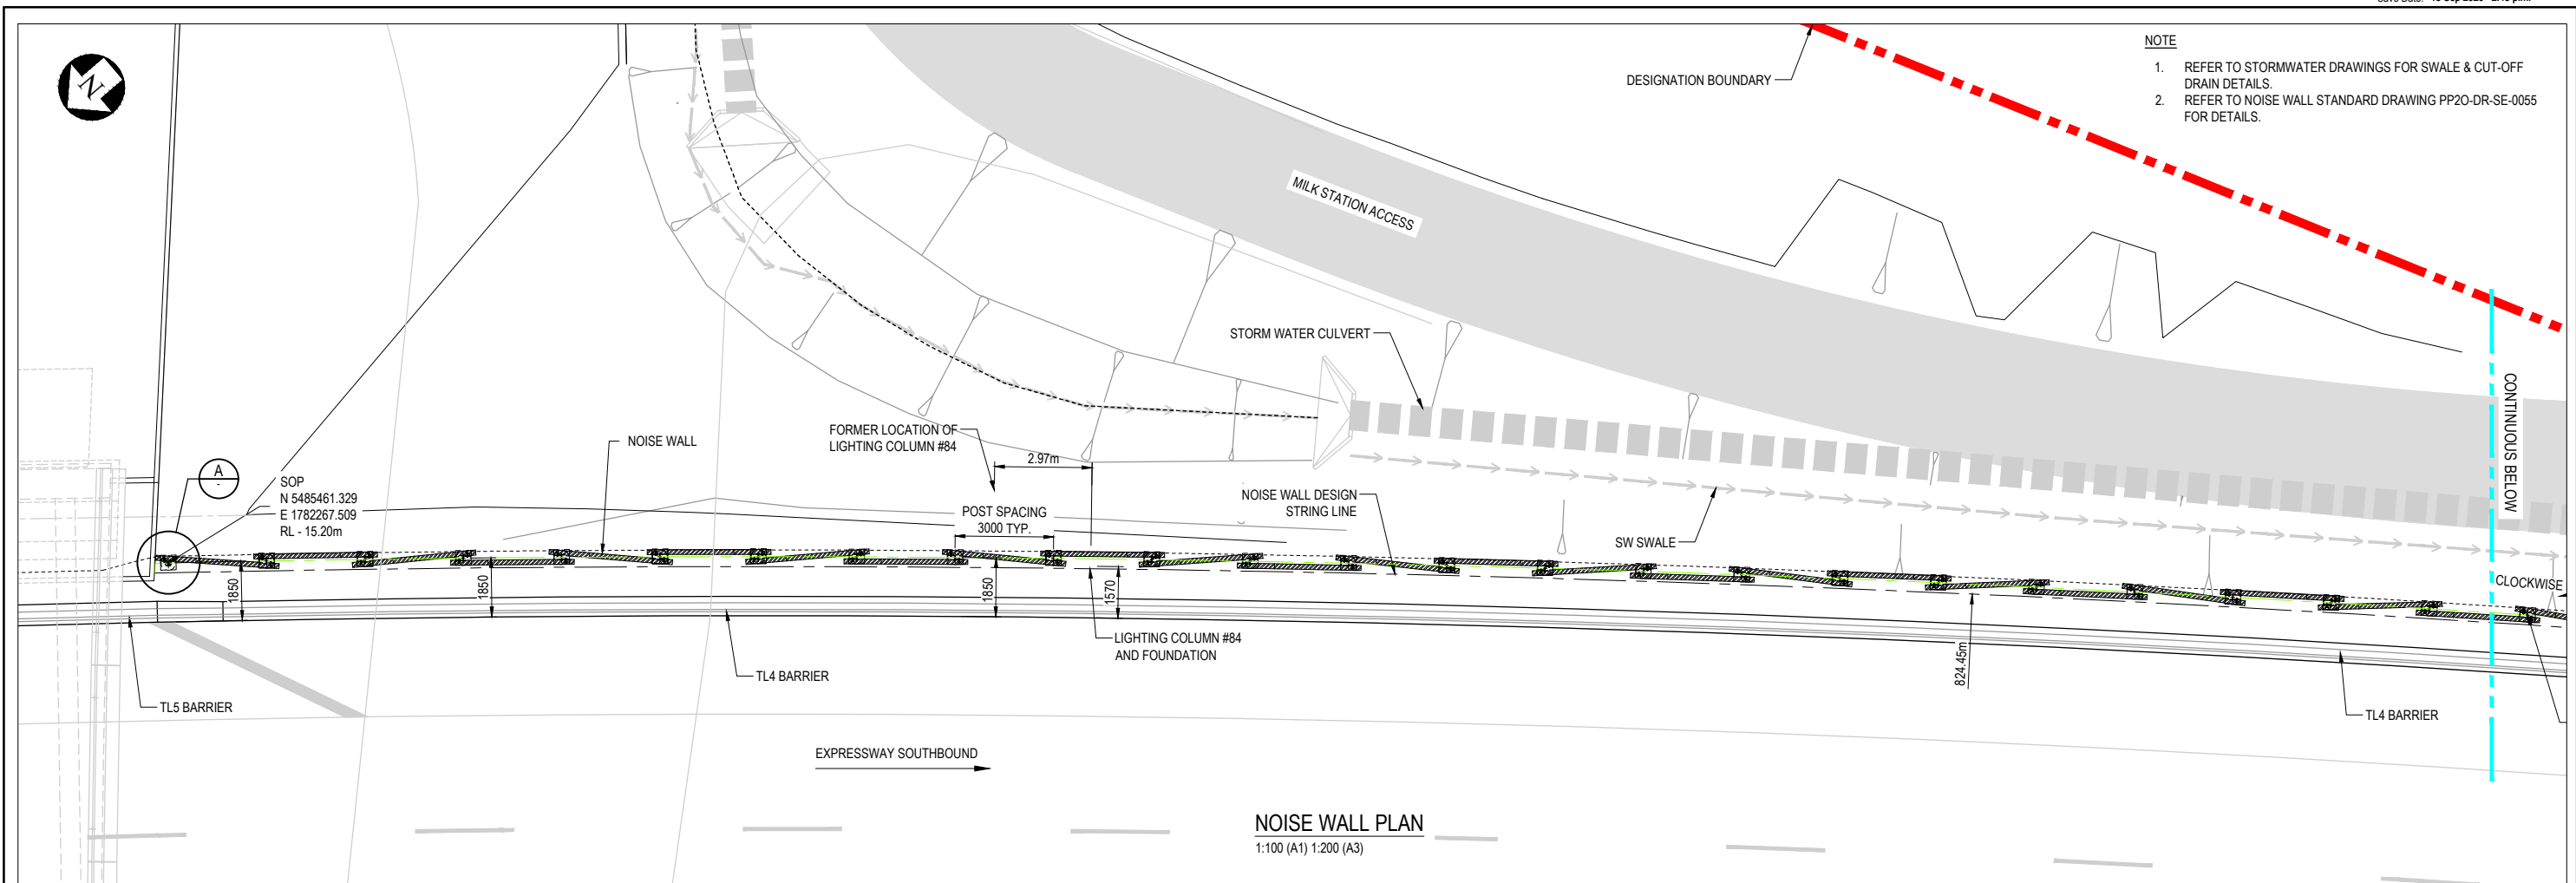 N
DESIGNATION BOUNDARY
NOTE
1. REFER TO STORMWATER DRAWINGS FOR SWALE & CUT-OFF
DRAIN DETAILS.
2. REFER TO NOISE WALL STANDARD DRAWING PP2O-DR-SE-0055
FOR DETAILS.
MILK STATION ACCESS
STORM WATER CULVERT
CONTINUOUS BELOW
NOISE WALL
FORMER LOCATION OF
LIGHTING COLUMN #84
2.97m
A
-
SOP
N 5485461.329
E 1782267.509
RL - 15.20m
NOISE WALL DESIGN
STRING LINE
POST SPACING
3000 TYP.
SW SWALE
CLOCKWISE
1850
1850
1850
1570
LIGHTING COLUMN #84
AND FOUNDATION
824.45m
TL4 BARRIER
TL5 BARRIER
TL4 BARRIER
EXPRESSWAY SOUTHBOUND
NOISE WALL PLAN
1:100 (A1) 1:200 (A3)